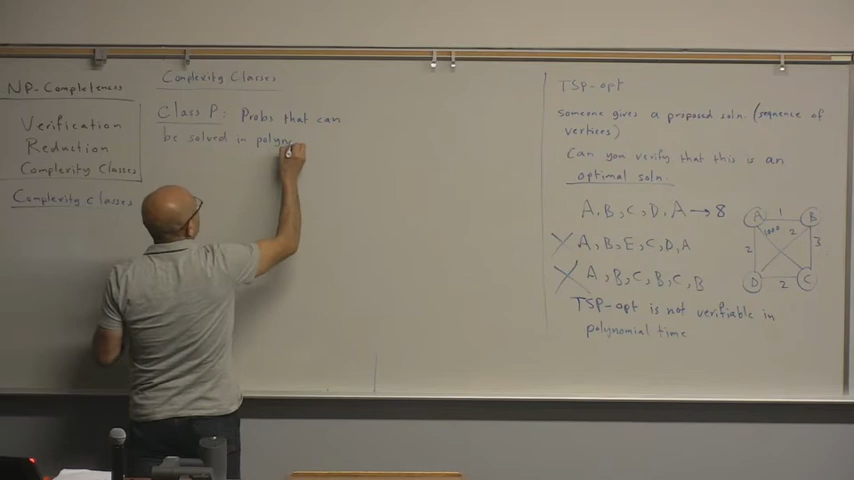 NP-Completeness
Verification
Reduction
Complexity Classes
Complexity Classes
Complexity Classes
Class P: Probs that can
be solved in polyn
TSP-opt
Someone gives a proposed soln. (sequence of
vertices)
Can you verify that this is an
optimal soln.
A,B,C,D,A→8
X A,B,E,C,D,A
X A,B,C,B,C,B
TSP-opt is not verifiable in
polynomial time
A 1 B
1000 2
2 3
D 2 C